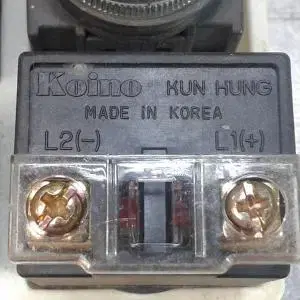 Koino KUN HUNG
MADE IN KOREA
L2(-) L1(+)